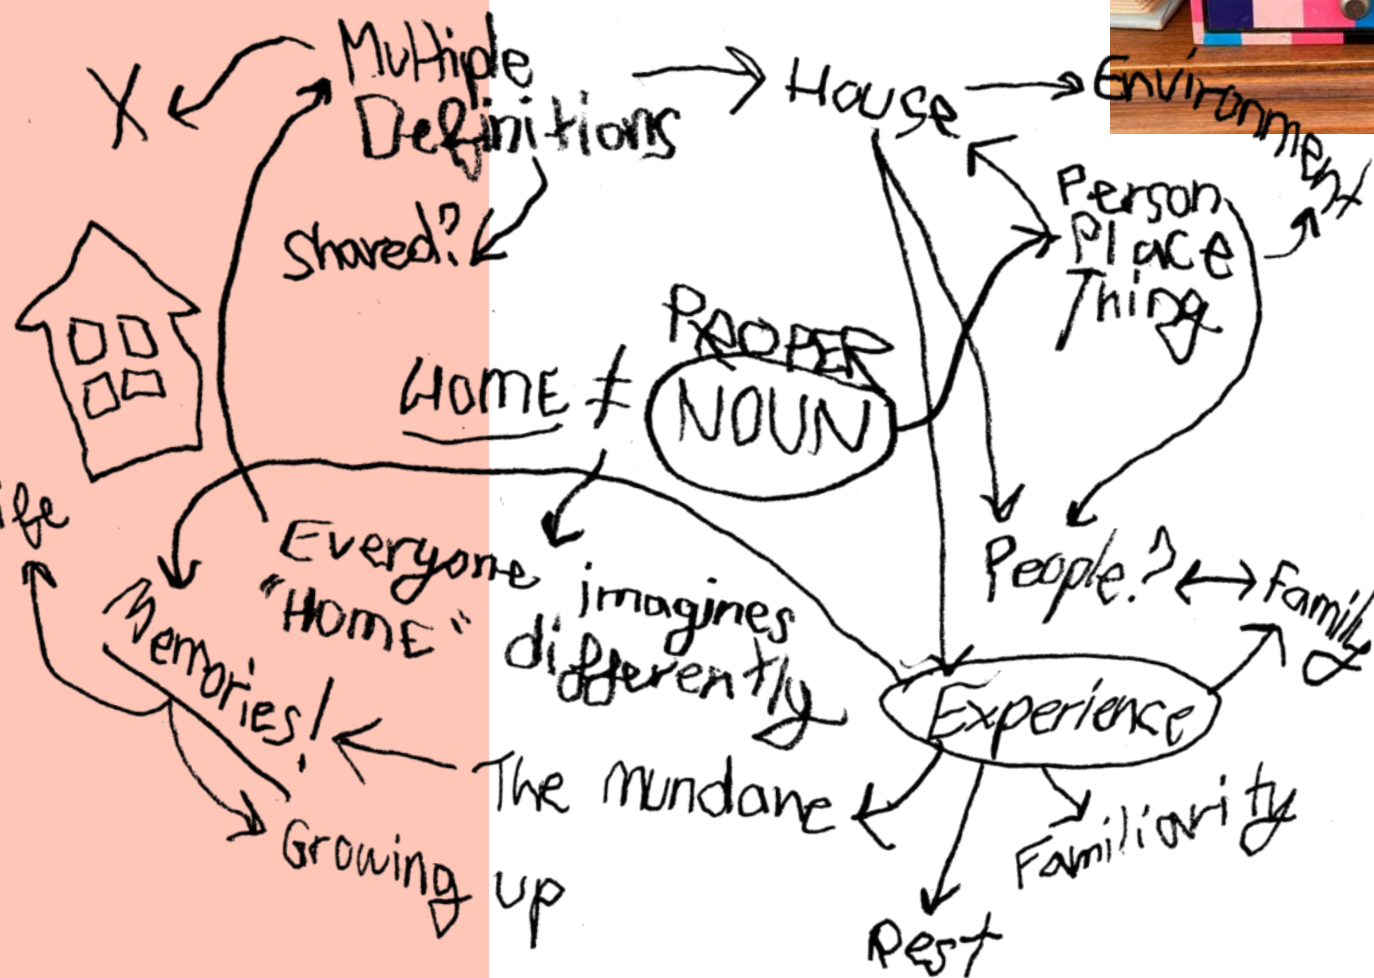 X
Multiple
Definitions
House
Environment
Shared?
Person
Place
Thing
PROPER
HOME ≠ NOUN
Everyone imagines
"HOME" differently
People?
Family
Memories!
Experience
The Mundane
Growing up
Familiarity
Rest